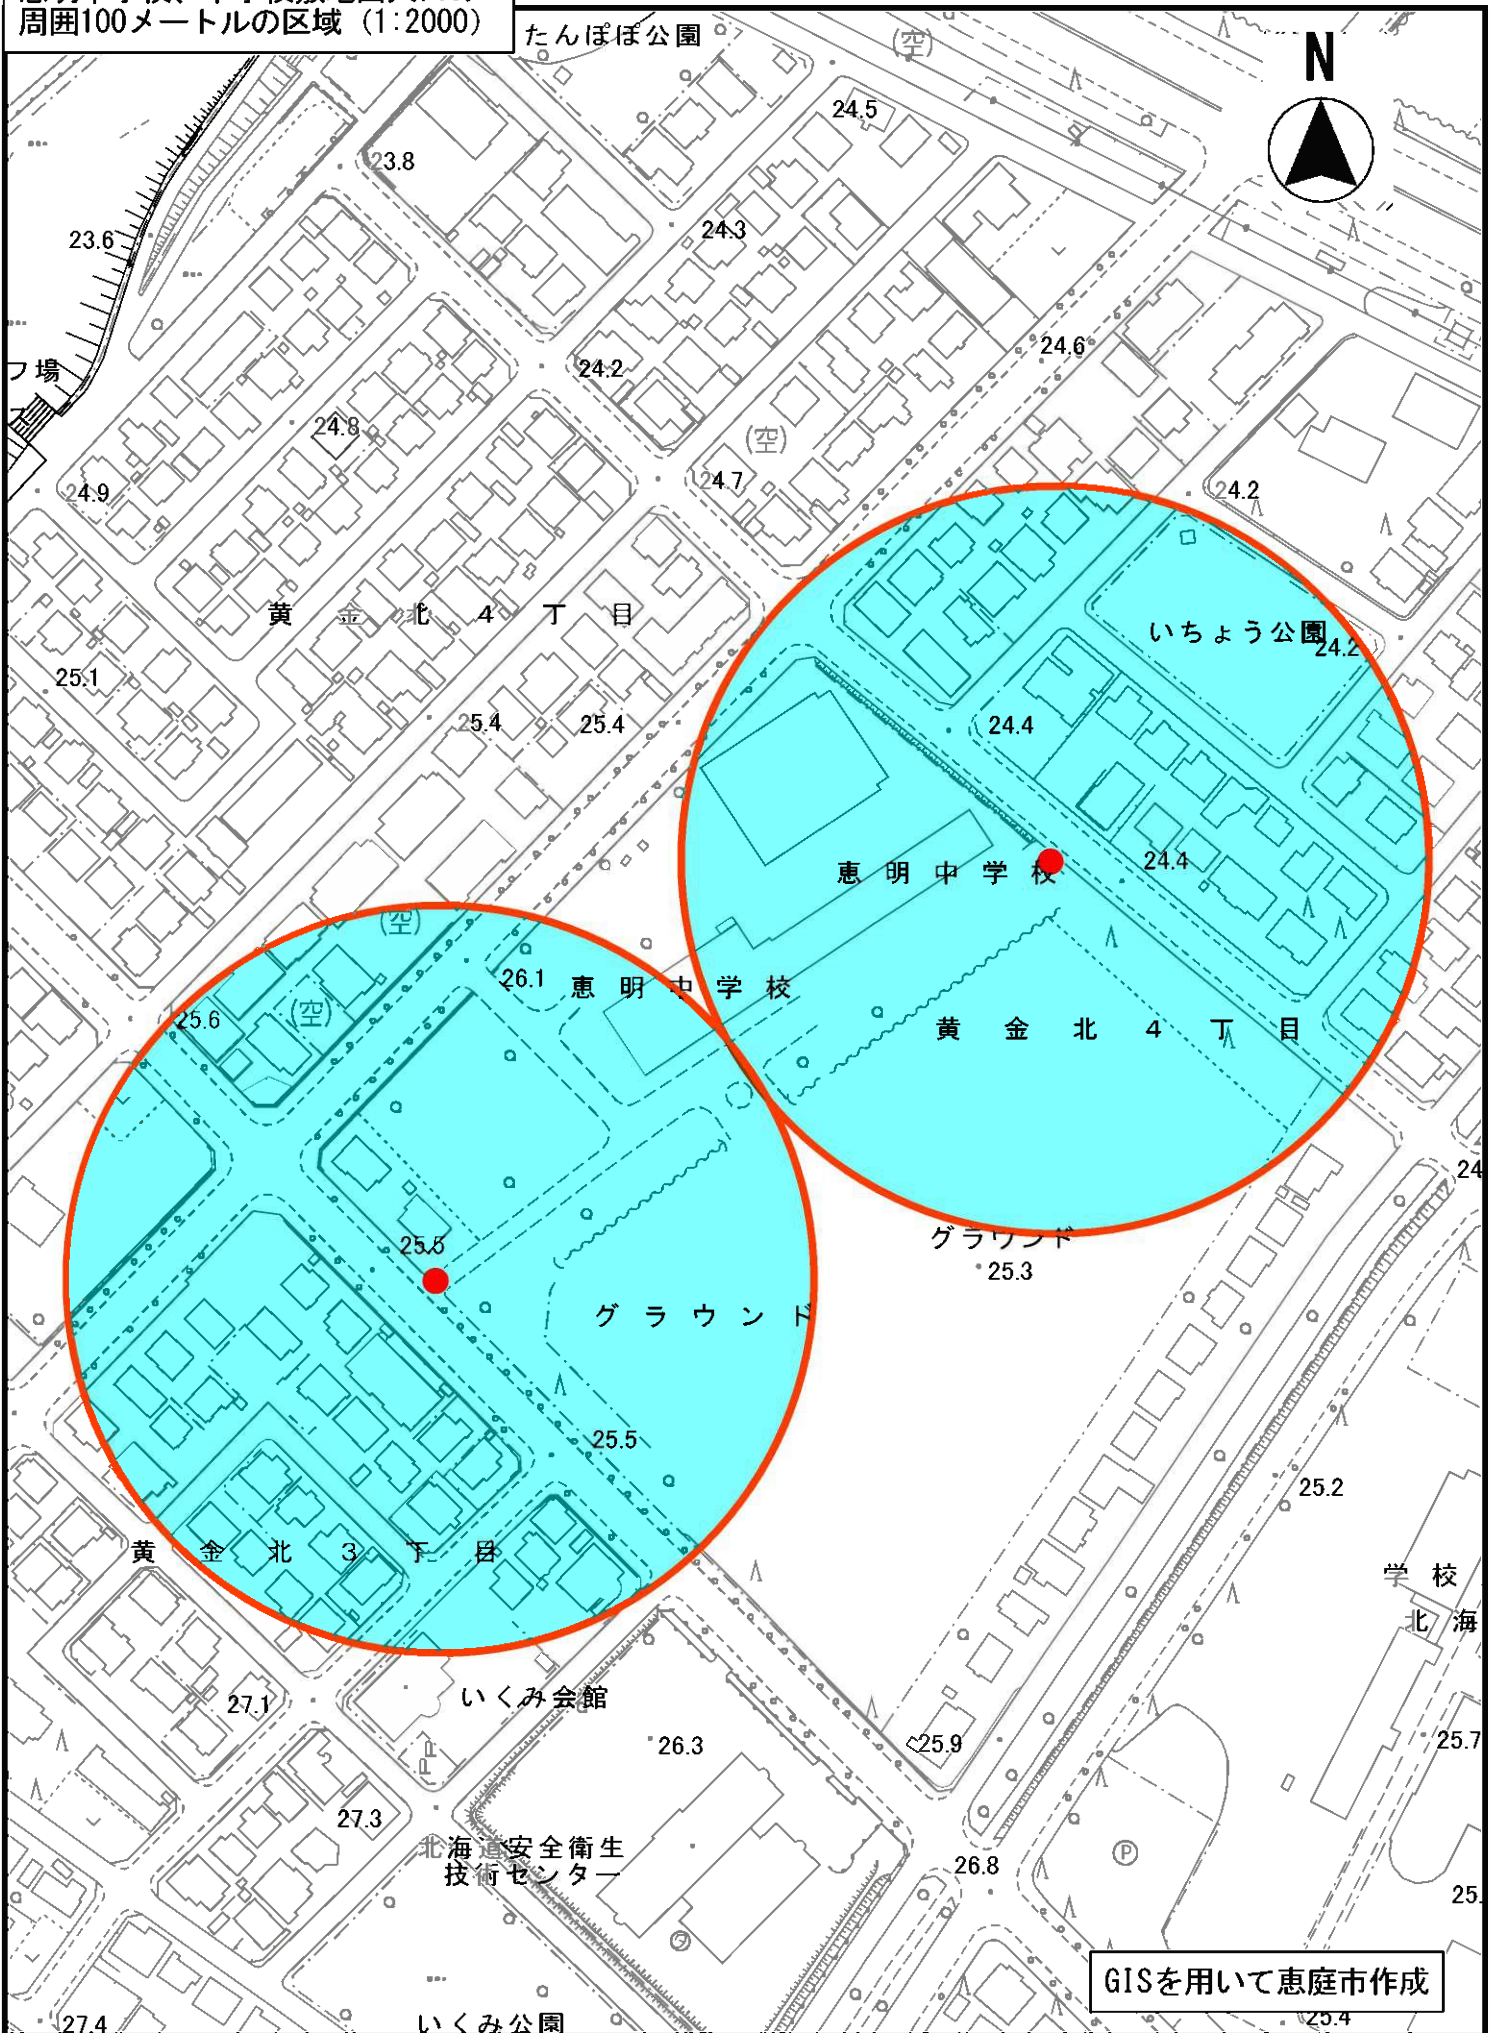 周囲100メートルの区域（1:2000）
たんぽぽ公園
(空)
N
24.5
23.8
24.3
23.6
24.6
24.2
フ場
24.8
(空)
24.7
24.9
24.2
黄金北4丁目
いちょう公園
24.2
25.1
25.4
25.4
24.4
24.4
恵明中学校
(空)
26.1
恵明中学校
25.6
(空)
黄金北4丁目
24
25.5
グラウンド
25.3
グラウンド
25.5
25.2
黄金北3丁目
学校
北海
27.1
いくみ会館
26.3
25.9
25.7
27.3
北海道安全衛生
技術センター
26.8
P
25.
タ
GISを用いて恵庭市作成
27.4
いくみ公園
25.4